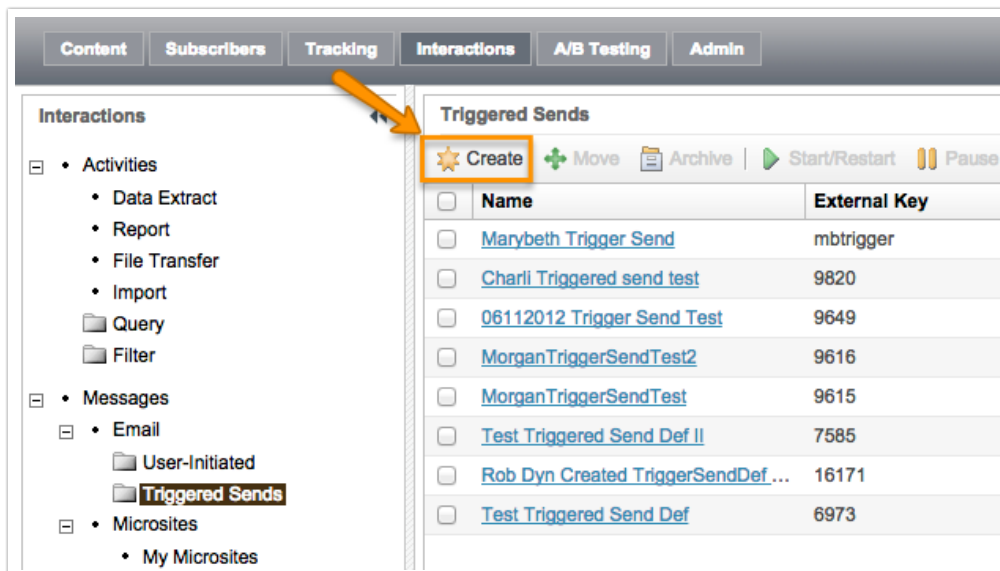 Content Subscribers Tracking Interactions A/B Testing Admin
Interactions
Activities
Data Extract
Report
File Transfer
Import
Query
Filter
Messages
Email
User-Initiated
Triggered Sends
Microsites
My Microsites
Triggered Sends
Create Move Archive Start/Restart Pause
Name External Key
Marybeth Trigger Send mbtrigger
Charli Triggered send test 9820
06112012 Trigger Send Test 9649
MorganTriggerSendTest2 9616
MorganTriggerSendTest 9615
Test Triggered Send Def II 7585
Rob Dyn Created TriggerSendDef ... 16171
Test Triggered Send Def 6973